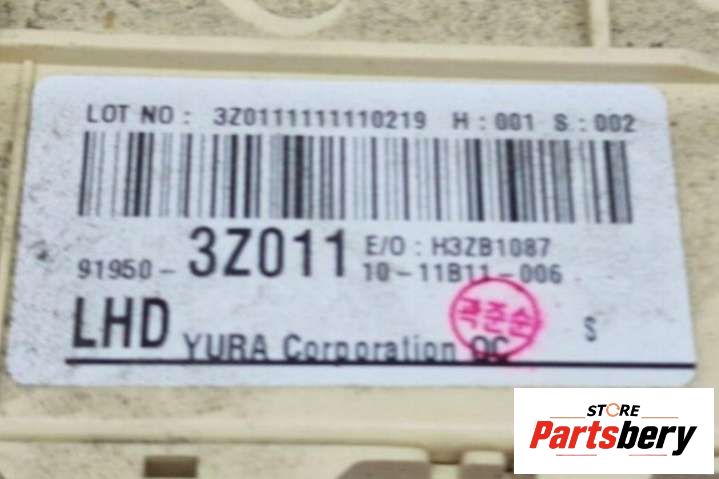 LOT NO : 3Z0111111110219 H : 001 S : 002
91950- 3Z011 E/O : H3ZB1087
10-11B11-006
LHD YURA Corporation QC S
곽준순
STORE
Partsbery